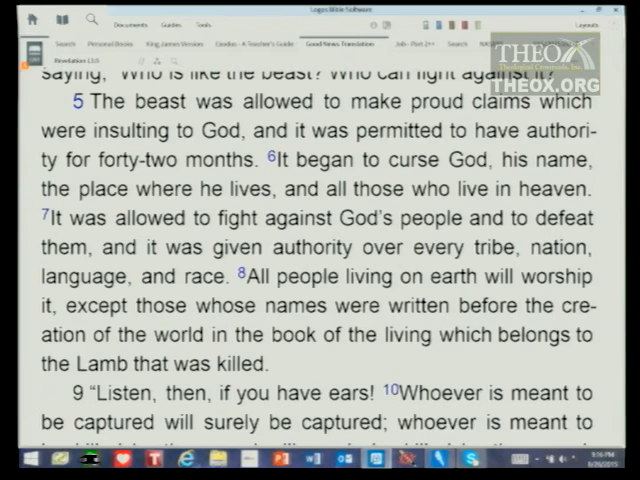 Logos Bible Software
Documents Guides Tools
Layouts
Search Personal Books King James Version Exodus - A Teacher's Guide Good News Translation Job - Part 2 Search
Revelation 13:5
THEOX
THEOX.ORG
saying, "Who is like the beast? Who can fight against it?
5 The beast was allowed to make proud claims which
were insulting to God, and it was permitted to have authori-
ty for forty-two months. 6It began to curse God, his name,
the place where he lives, and all those who live in heaven.
7It was allowed to fight against God's people and to defeat
them, and it was given authority over every tribe, nation,
language, and race. 8All people living on earth will worship
it, except those whose names were written before the cre-
ation of the world in the book of the living which belongs to
the Lamb that was killed.
9 “Listen, then, if you have ears! 10Whoever is meant to
be captured will surely be captured; whoever is meant to
9:16 PM